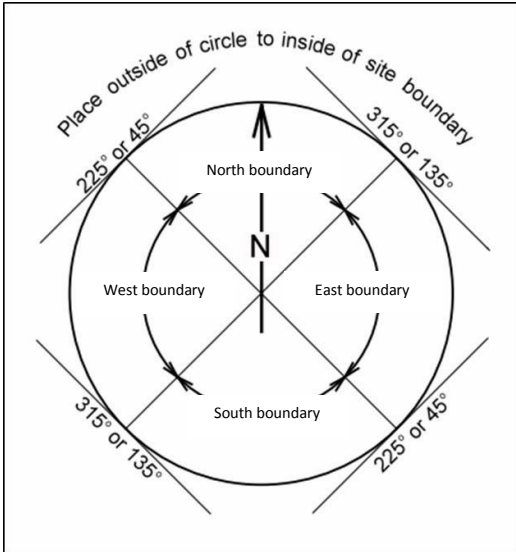 Place outside of circle to inside of site boundary
225° or 45°
315° or 135°
North boundary
N
West boundary
East boundary
South boundary
315° or 135°
225° or 45°